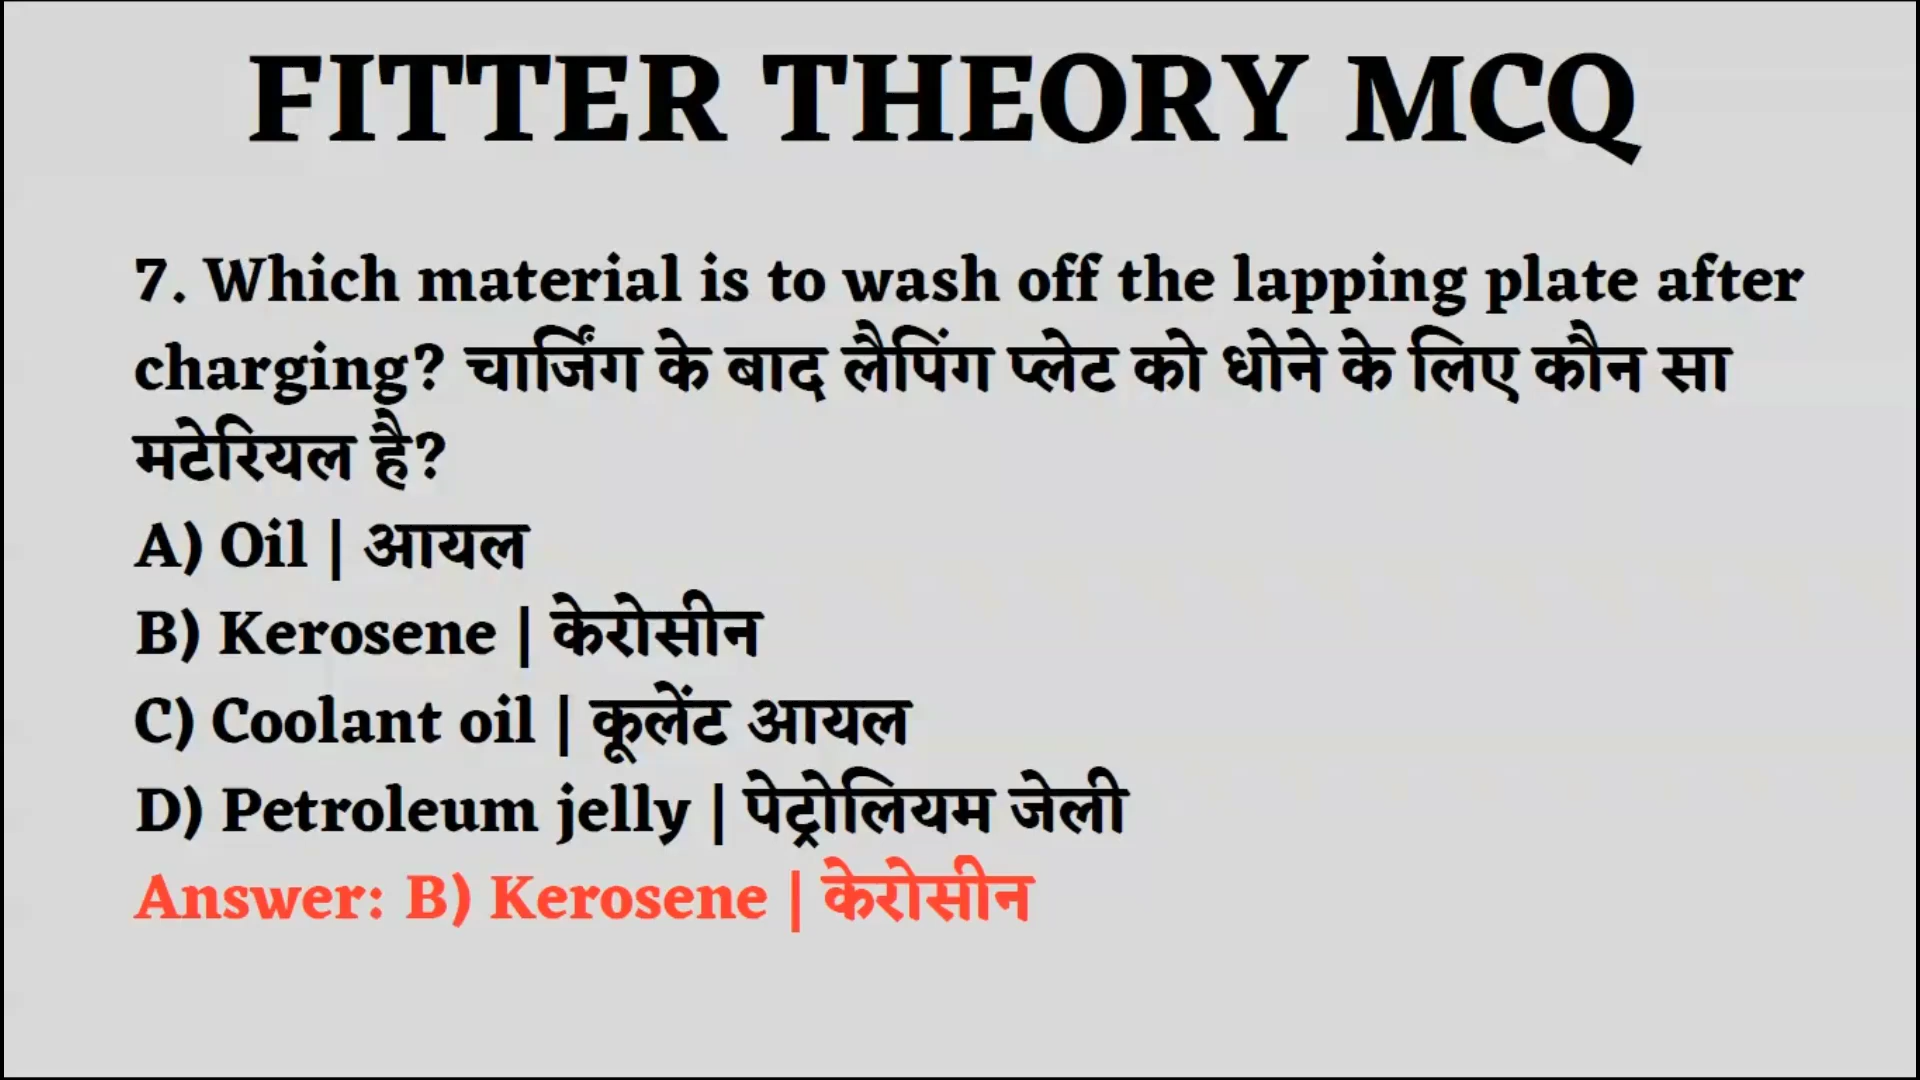 FITTER THEORY MCQ
7. Which material is to wash off the lapping plate after
charging? चार्जिंग के बाद लैपिंग प्लेट को धोने के लिए कौन सा
मटेरियल है?
A) Oil | आयल
B) Kerosene | केरोसीन
C) Coolant oil | कूलेंट आयल
D) Petroleum jelly | पेट्रोलियम जेली
Answer: B) Kerosene | केरोसीन